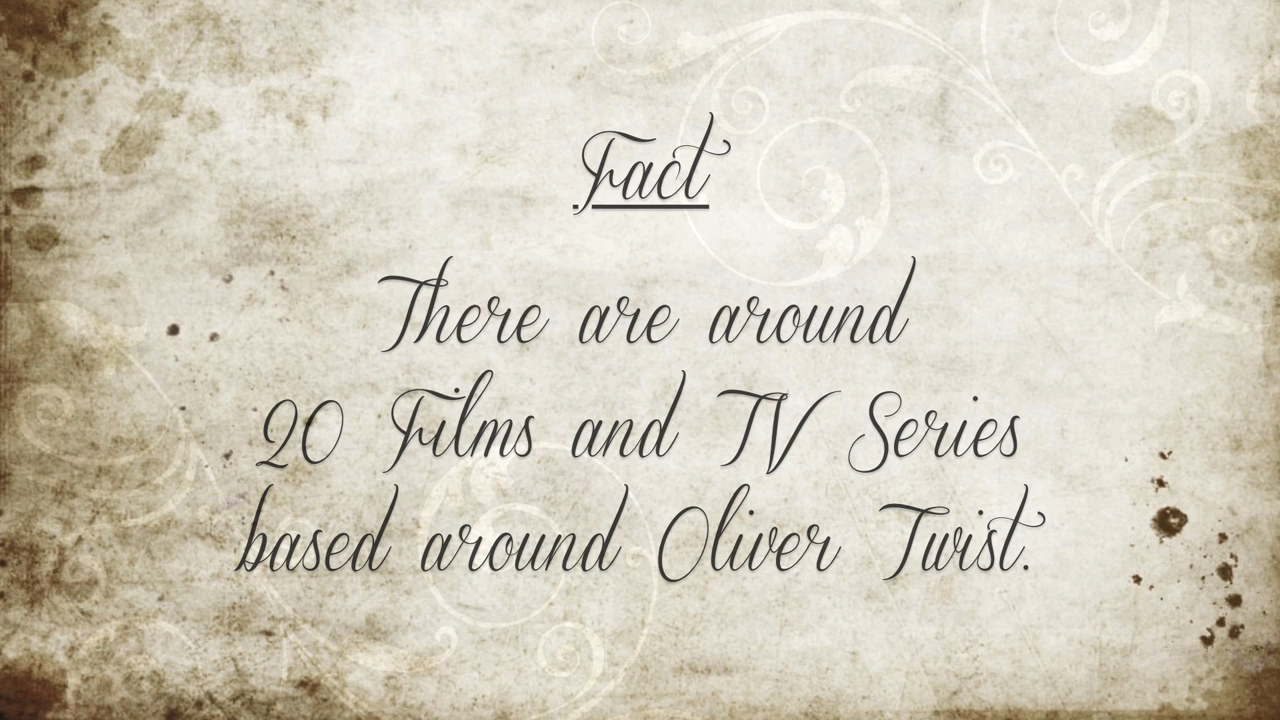 Fact
There are around
20 Films and TV Series
based around Oliver Twist.